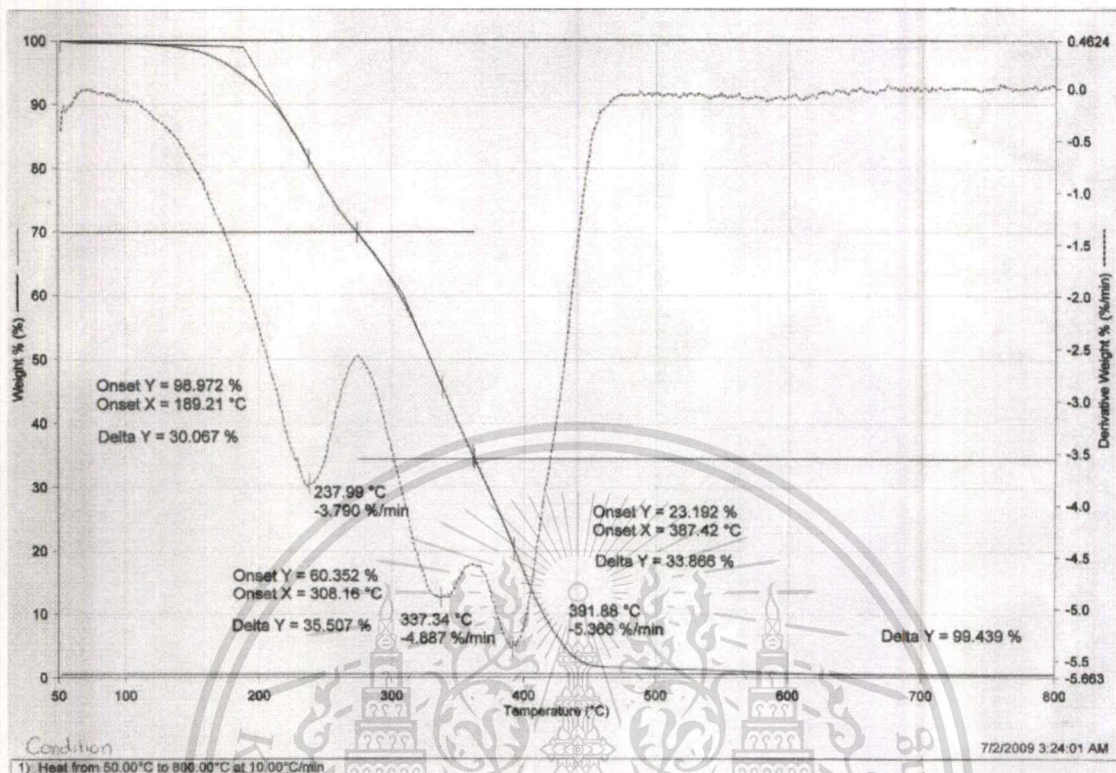 100
90
80
70
60
50
40
30
20
10
0
Weight % (%)
Onset Y = 98.972 %
Onset X = 189.21 °C
Delta Y = 30.067 %
237.99 °C
-3.790 %/min
Onset Y = 60.352 %
Onset X = 308.16 °C
Delta Y = 35.507 %
337.34 °C
-4.887 %/min
Onset Y = 23.192 %
Onset X = 387.42 °C
Delta Y = 33.866 %
391.88 °C
-5.366 %/min
Delta Y = 99.439 %
0.4624
0.0
-0.5
-1.0
-1.5
-2.0
-2.5
-3.0
-3.5
-4.0
-4.5
-5.0
-5.5
-5.663
Derivative Weight % (%/min)
50 100 200 300 400 500 600 700 800
Temperature (°C)
Condition
7/2/2009 3:24:01 AM
1) Heat from 50.00°C to 800.00°C at 10.00°C/min